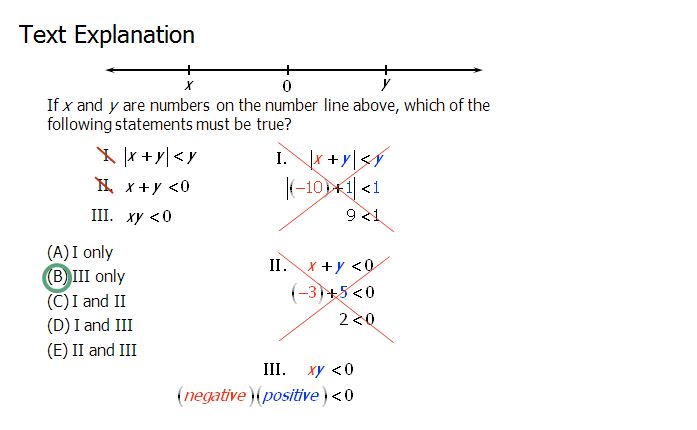 Text Explanation
x 0 y
If x and y are numbers on the number line above, which of the
following statements must be true?
I. |x + y| < y
II. x + y < 0
III. xy < 0
(A) I only
(B) III only
(C) I and II
(D) I and III
(E) II and III
I. |x + y| < y
|(−10) + 1| < 1
9 < 1
II. x + y < 0
(−3) + 5 < 0
2 < 0
III. xy < 0
(negative)(positive) < 0